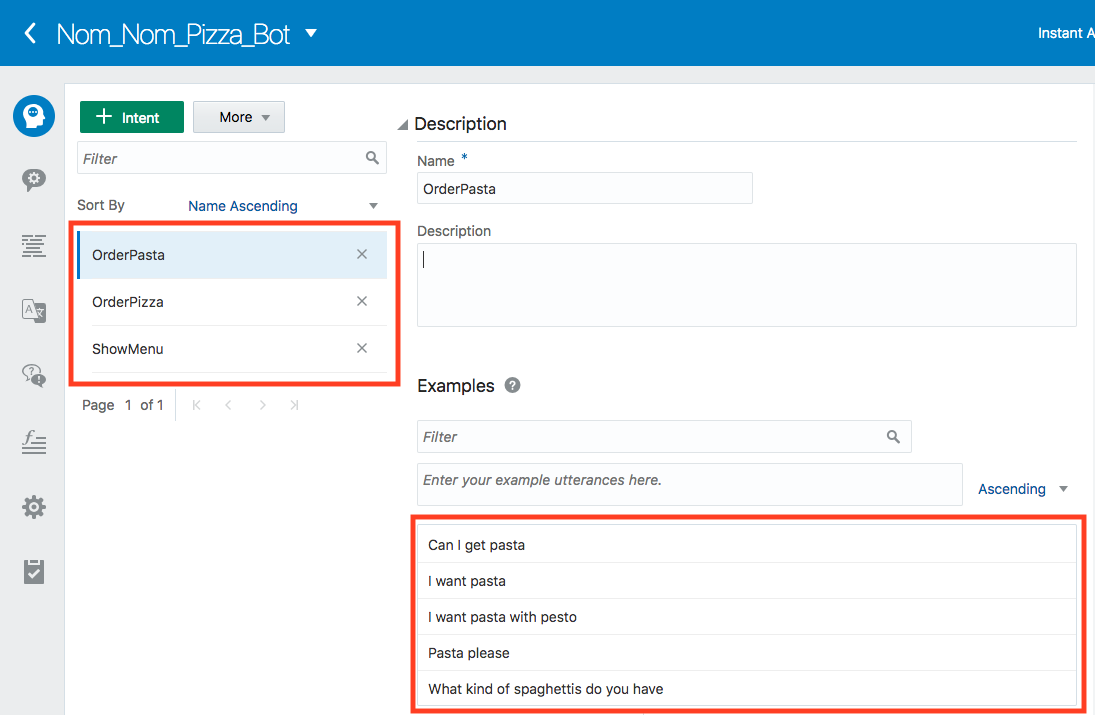 Nom_Nom_Pizza_Bot
Instant A
Intent
More
Filter
Sort By Name Ascending
OrderPasta
OrderPizza
ShowMenu
Page 1 of 1
Description
Name *
OrderPasta
Description
Examples
Filter
Enter your example utterances here.
Ascending
Can I get pasta
I want pasta
I want pasta with pesto
Pasta please
What kind of spaghettis do you have